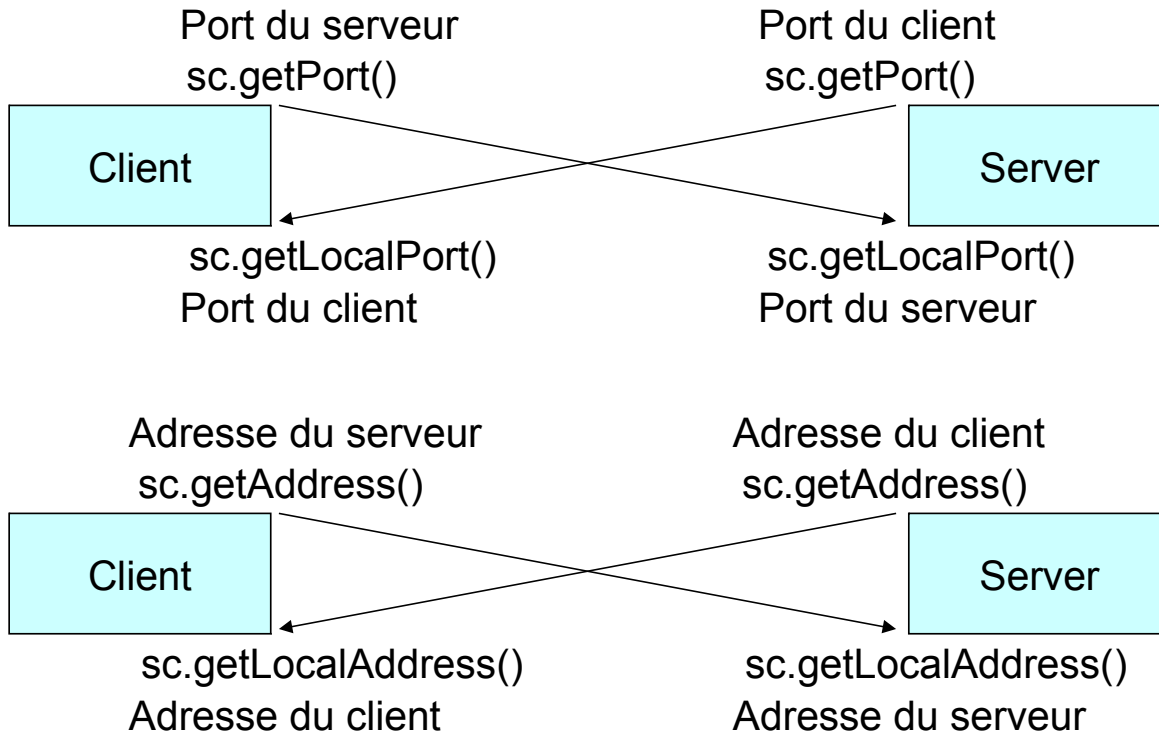 Port du serveur
sc.getPort()
Port du client
sc.getPort()
Client
Server
sc.getLocalPort()
Port du client
sc.getLocalPort()
Port du serveur
Adresse du serveur
sc.getAddress()
Adresse du client
sc.getAddress()
Client
Server
sc.getLocalAddress()
Adresse du client
sc.getLocalAddress()
Adresse du serveur